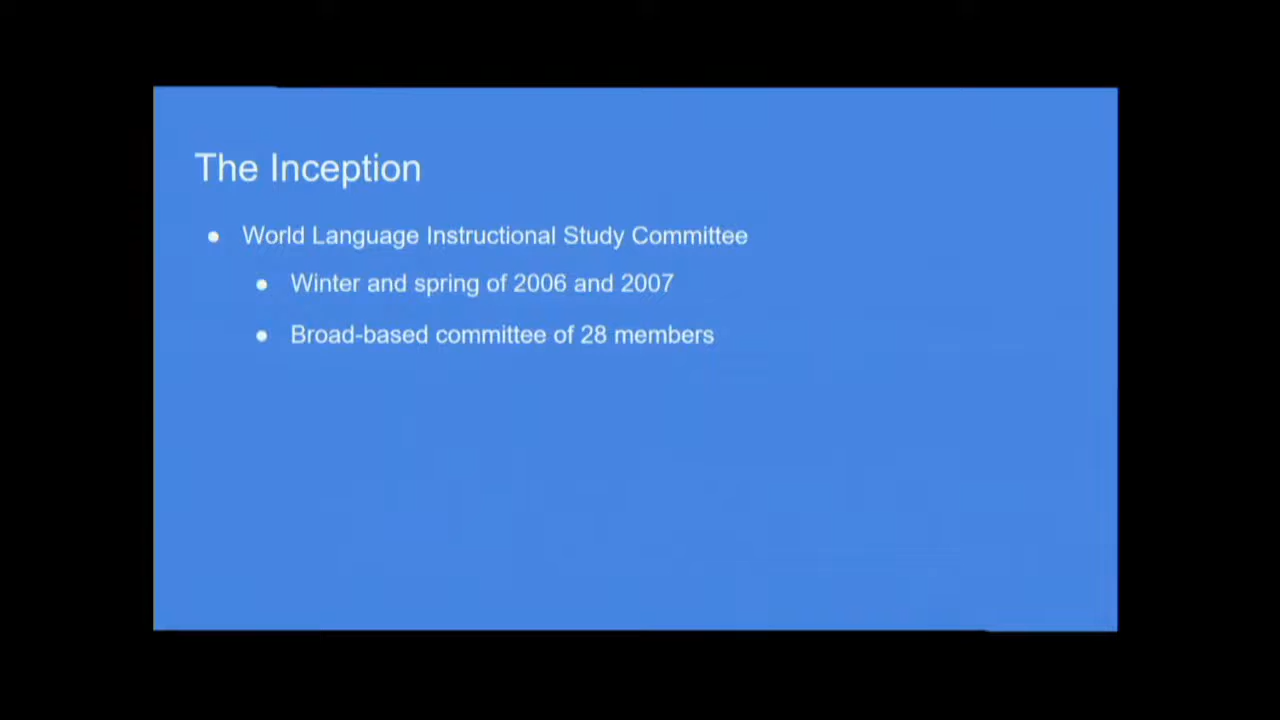 The Inception
● World Language Instructional Study Committee
● Winter and spring of 2006 and 2007
● Broad-based committee of 28 members